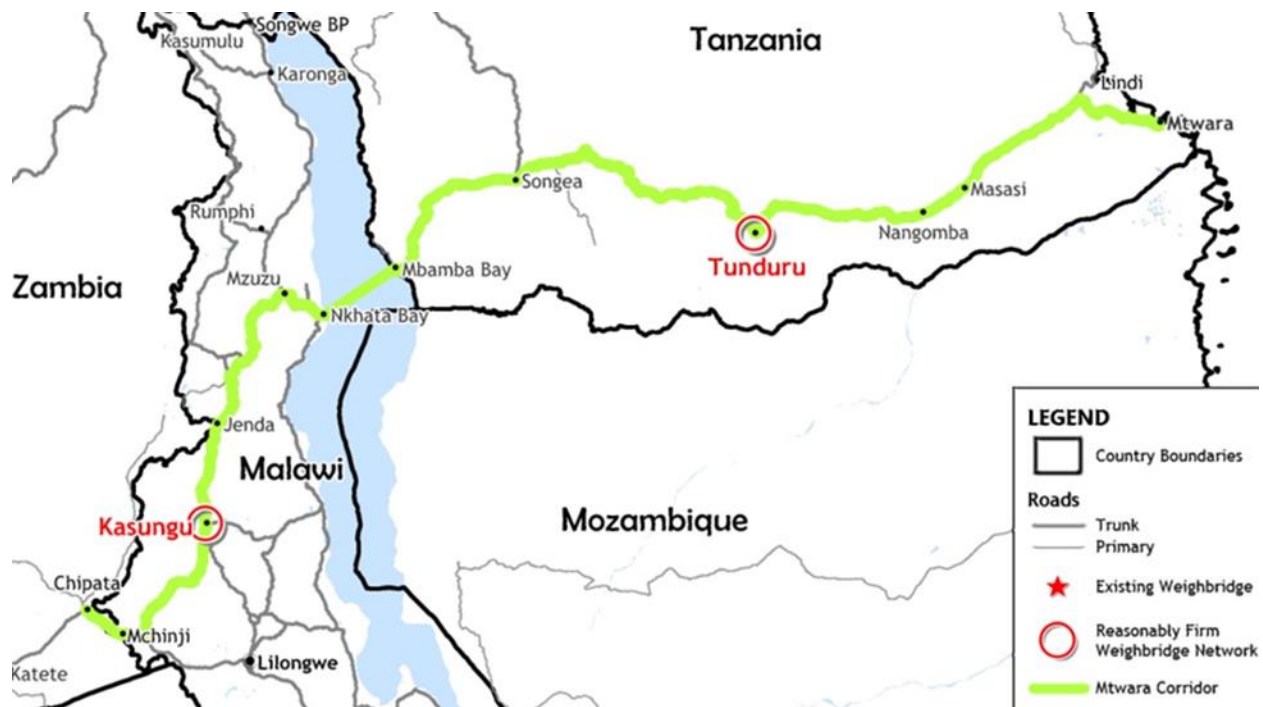 Songwe BP
Kasumulu
Karonga
Tanzania
Lindi
Mtwara
Songea
Masasi
Rumphi
Nangomba
Tunduru
Mbamba Bay
Zambia
Mzuzu
Nkhata Bay
Jenda
Malawi
Kasungu
Mozambique
Chipata
Mchinji
Lilongwe
Katete
LEGEND
Country Boundaries
Roads
Trunk
Primary
Existing Weighbridge
Reasonably Firm
Weighbridge Network
Mtwara Corridor